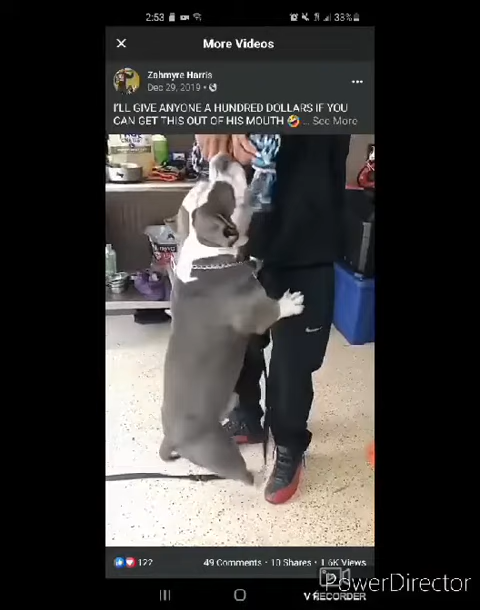 2:53
33%
More Videos
Zahmyre Harris
Dec 29, 2019 •
I'LL GIVE ANYONE A HUNDRED DOLLARS IF YOU
CAN GET THIS OUT OF HIS MOUTH 🤣 ... See More
122
49 Comments • 10 Shares • 1.6K Views
PowerDirector
V RECORDER